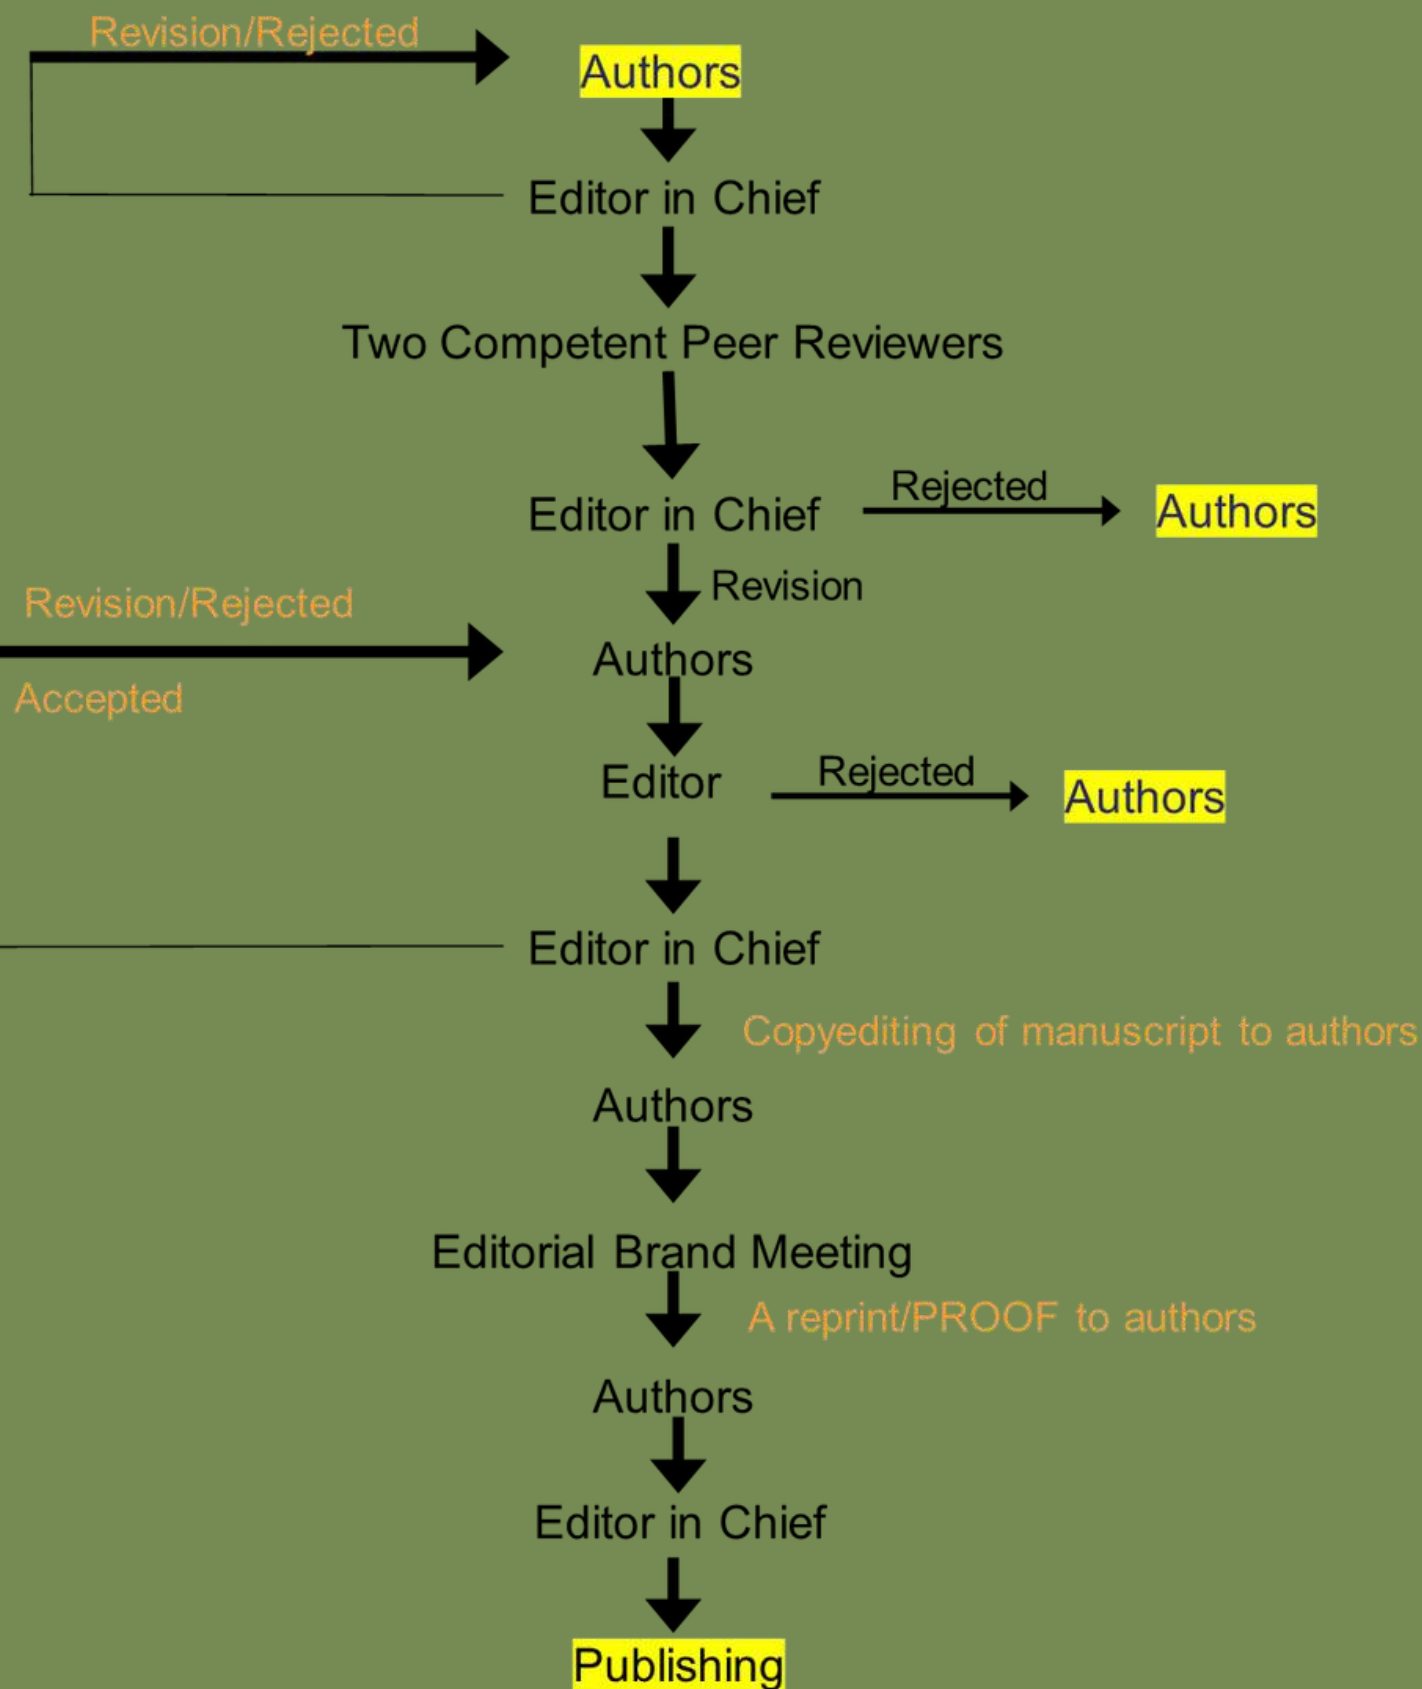 Revision/Rejected
Authors
Editor in Chief
Two Competent Peer Reviewers
Editor in Chief
Rejected
Authors
Revision
Revision/Rejected
Authors
Accepted
Editor
Rejected
Authors
Editor in Chief
Copyediting of manuscript to authors
Authors
Editorial Brand Meeting
A reprint/PROOF to authors
Authors
Editor in Chief
Publishing